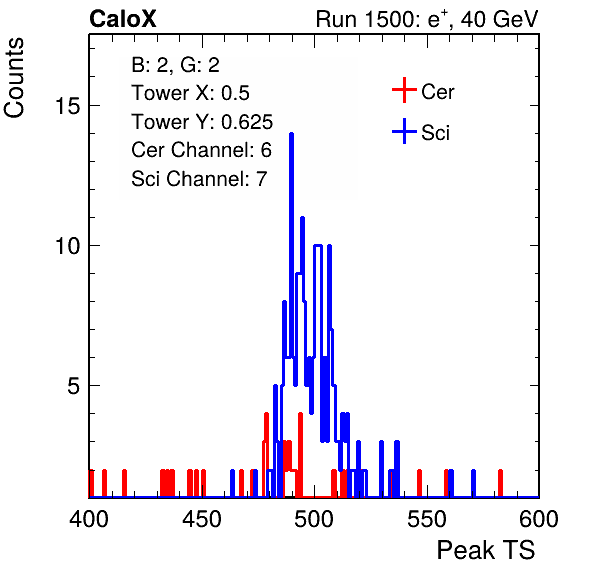 CaloX
Run 1500: e+, 40 GeV
Counts
B: 2, G: 2
Tower X: 0.5
Tower Y: 0.625
Cer Channel: 6
Sci Channel: 7
Cer
Sci
15
10
5
400 450 500 550 600
Peak TS